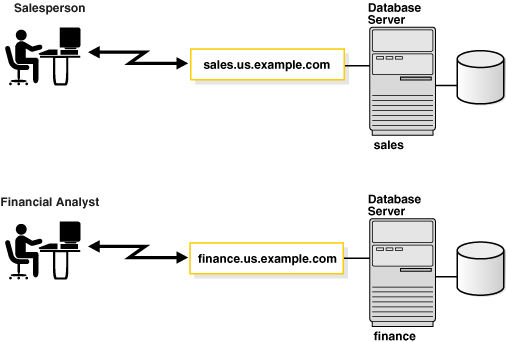 Salesperson
Database
Server
sales.us.example.com
sales
Financial Analyst
Database
Server
finance.us.example.com
finance